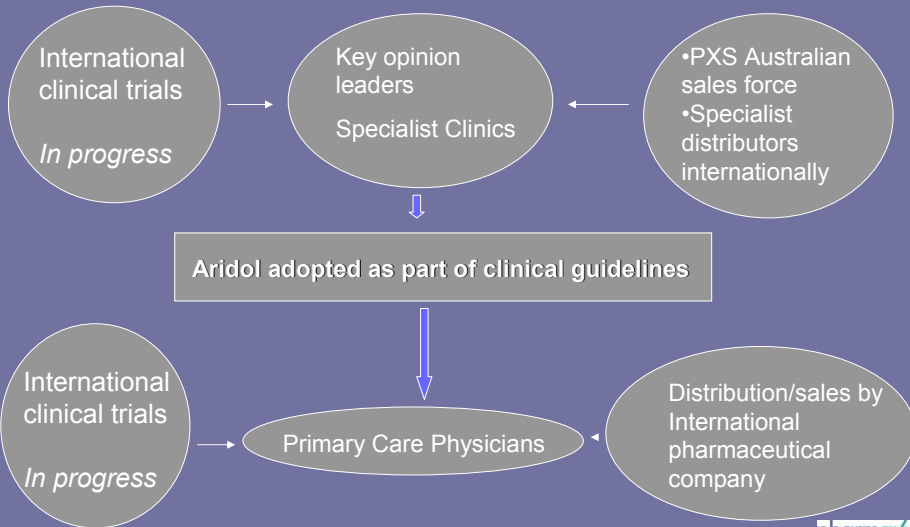 International
clinical trials
In progress
Key opinion
leaders
Specialist Clinics
•PXS Australian
sales force
•Specialist
distributors
internationally
Aridol adopted as part of clinical guidelines
International
clinical trials
In progress
Primary Care Physicians
Distribution/sales by
International
pharmaceutical
company